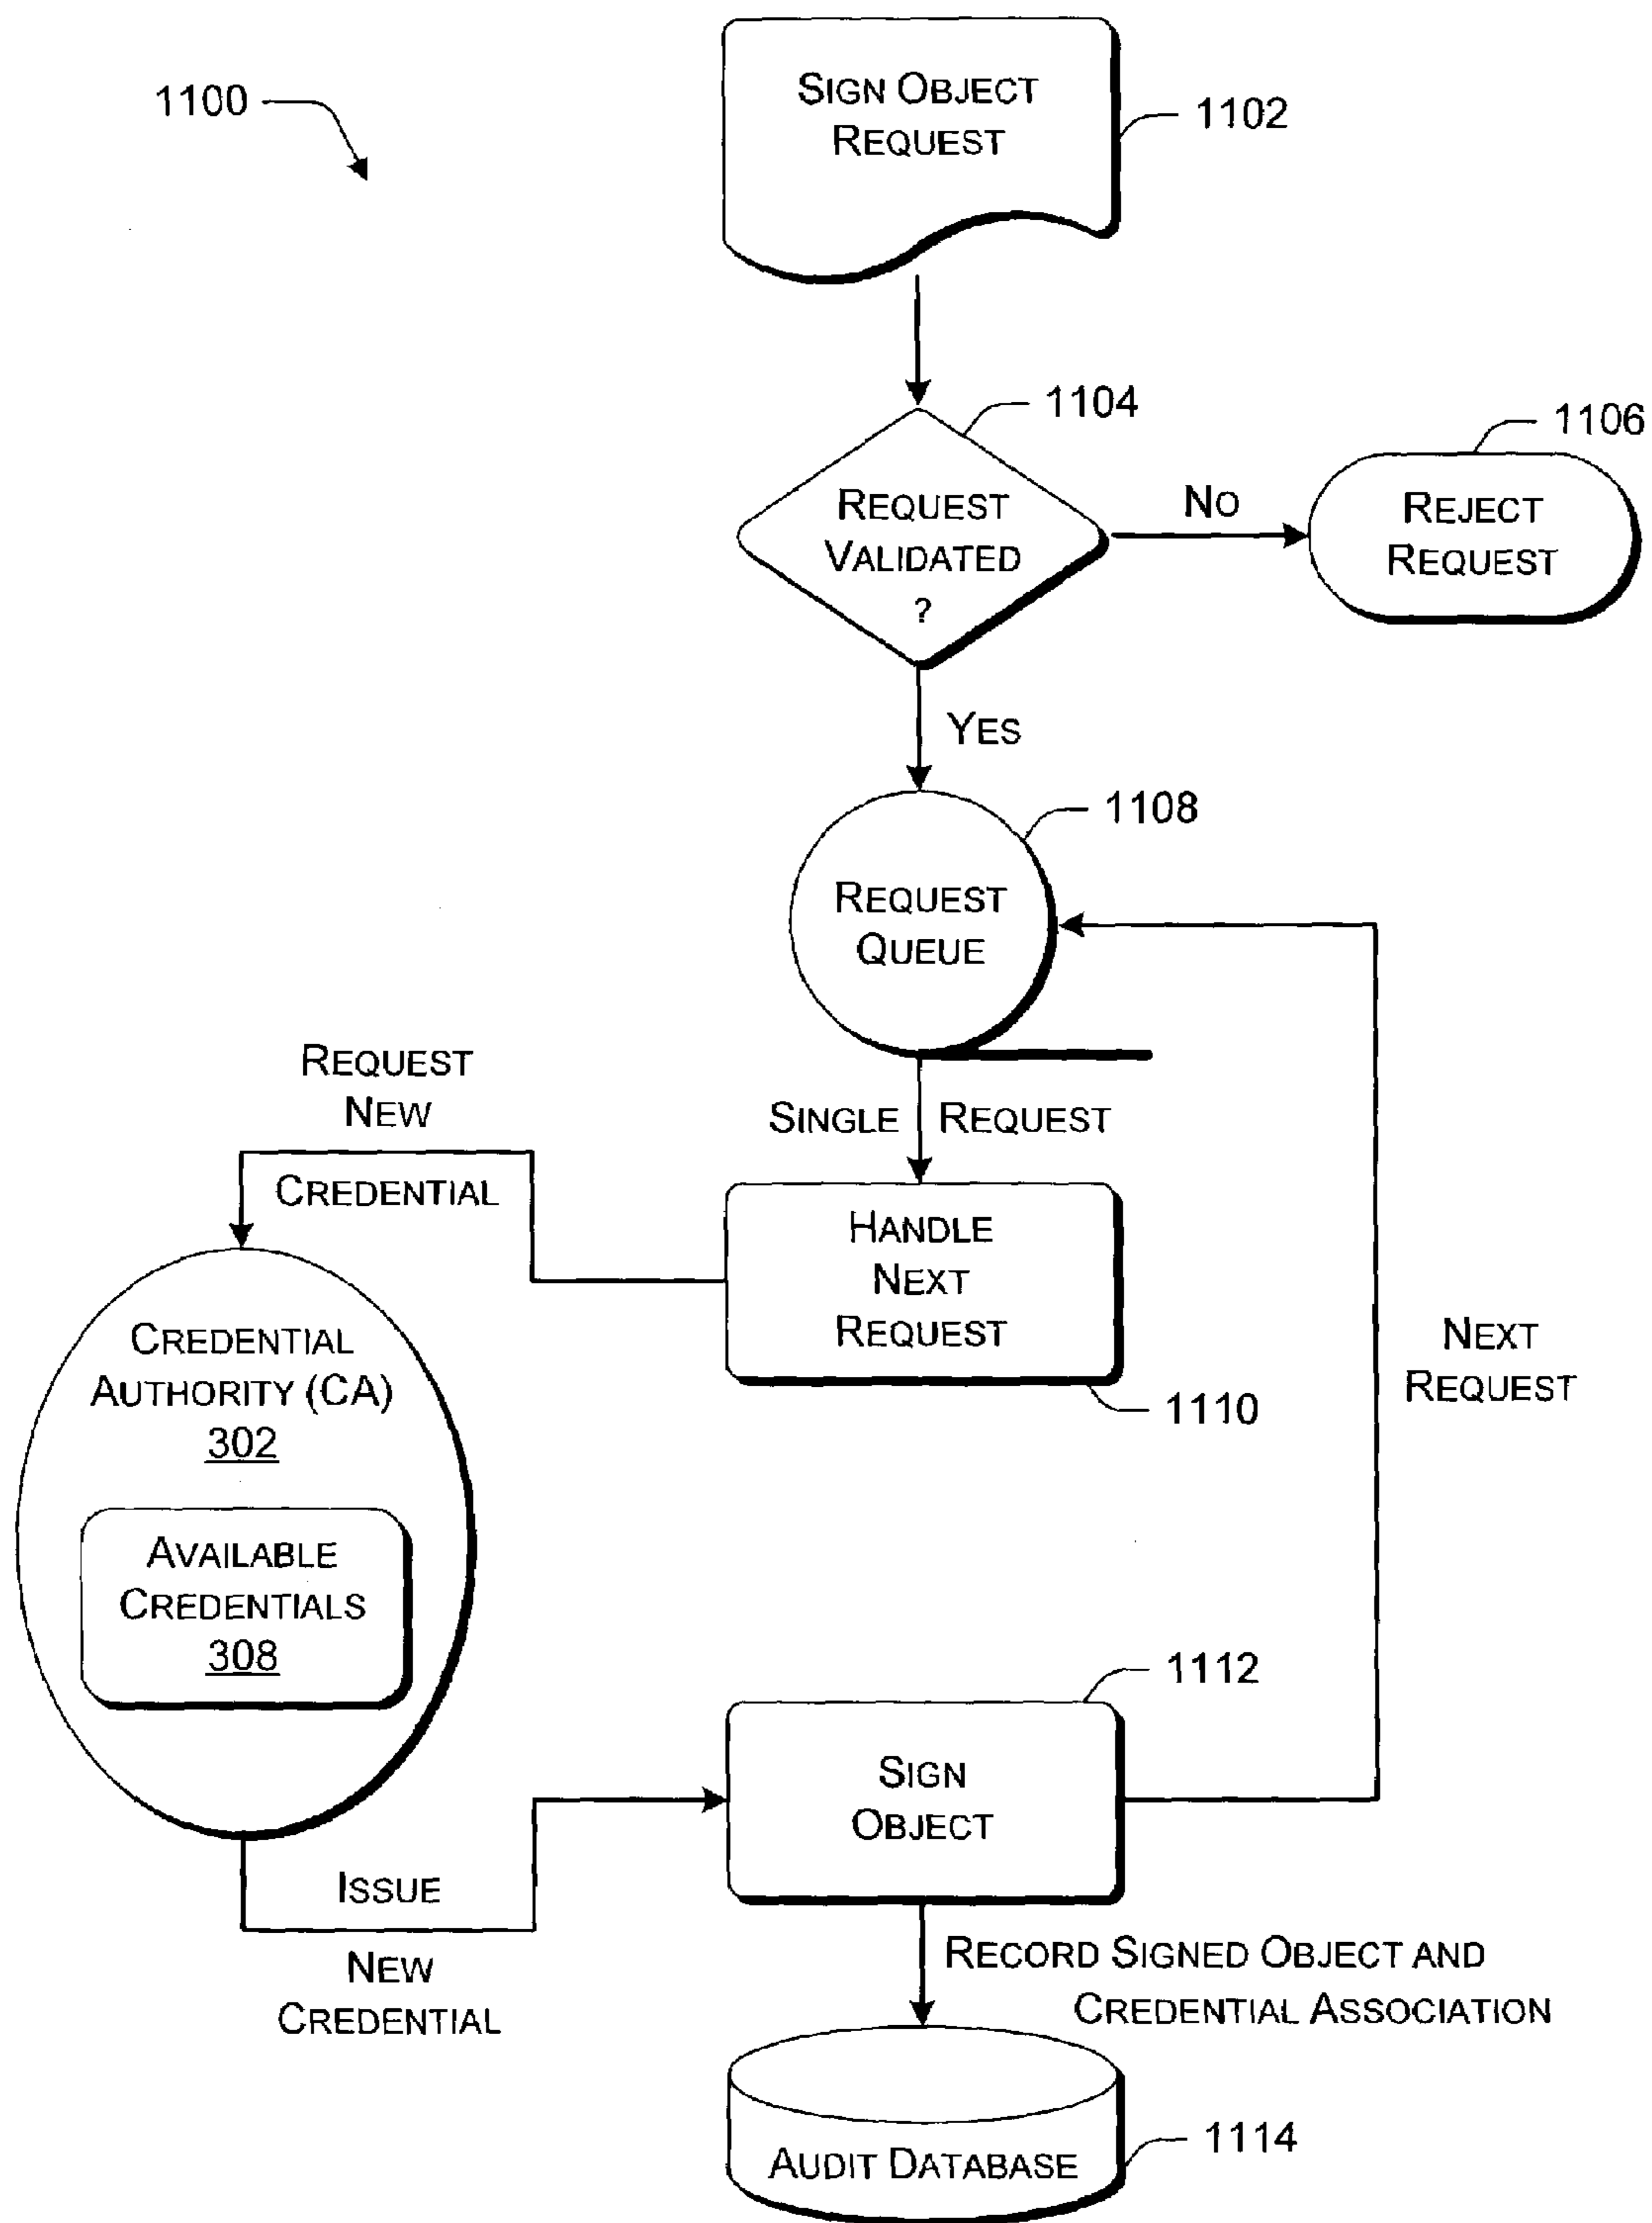 1100
SIGN OBJECT
REQUEST
1102
1104
REQUEST
VALIDATED
?
NO
1106
REJECT
REQUEST
YES
1108
REQUEST
QUEUE
SINGLE REQUEST
REQUEST
NEW
CREDENTIAL
HANDLE
NEXT
REQUEST
1110
NEXT
REQUEST
CREDENTIAL
AUTHORITY (CA)
302
AVAILABLE
CREDENTIALS
308
1112
SIGN
OBJECT
ISSUE
NEW
CREDENTIAL
RECORD SIGNED OBJECT AND
CREDENTIAL ASSOCIATION
AUDIT DATABASE
1114